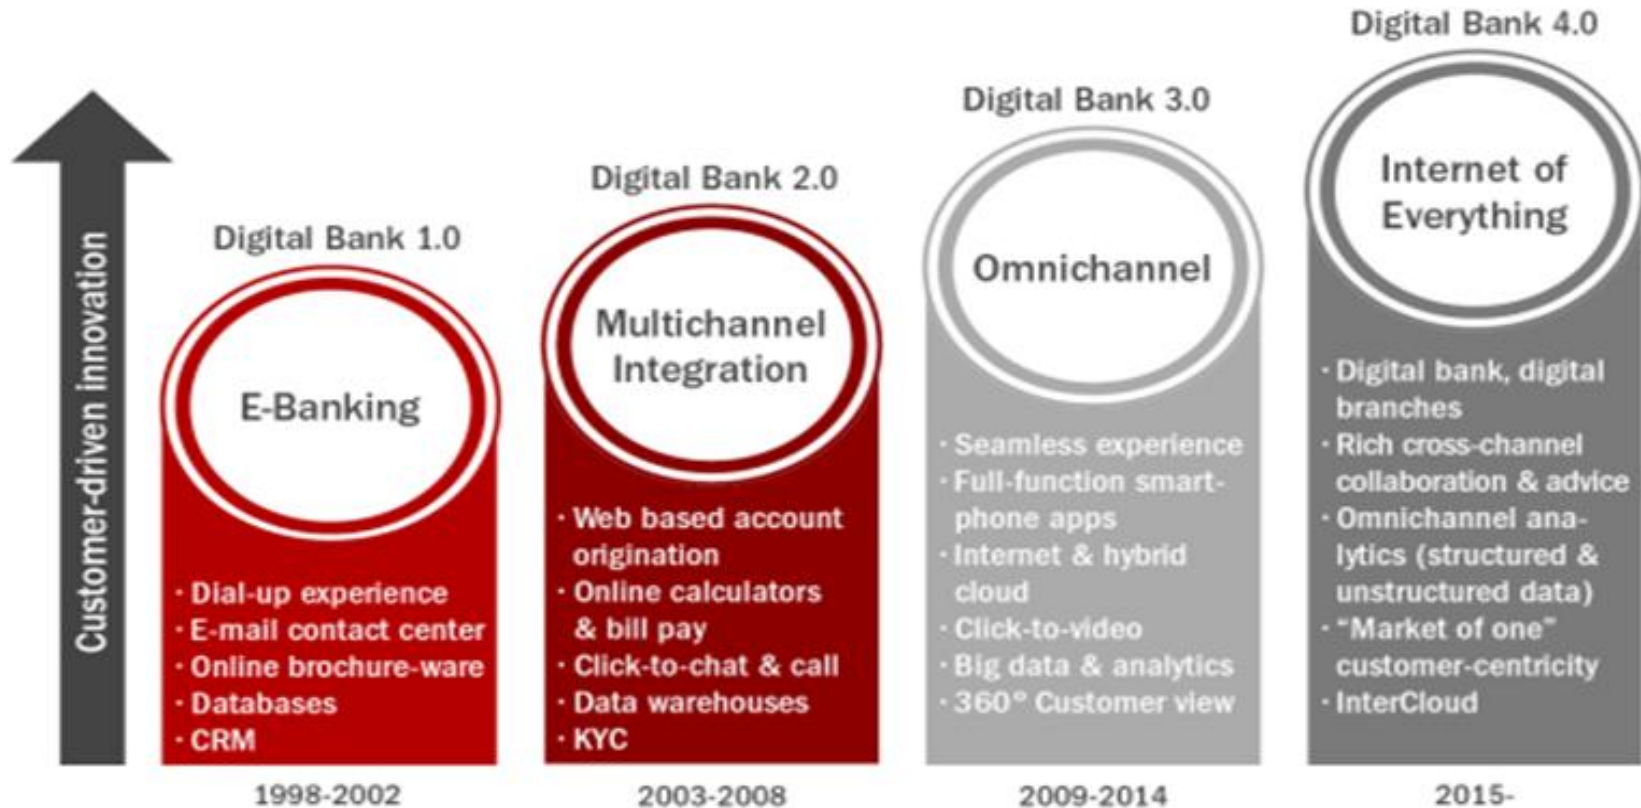 Customer-driven innovation
Digital Bank 1.0
E-Banking
· Dial-up experience
· E-mail contact center
· Online brochure-ware
· Databases
· CRM
1998-2002
Digital Bank 2.0
Multichannel
Integration
· Web based account
origination
· Online calculators
& bill pay
· Click-to-chat & call
· Data warehouses
· KYC
2003-2008
Digital Bank 3.0
Omnichannel
· Seamless experience
· Full-function smart-
phone apps
· Internet & hybrid
cloud
· Click-to-video
· Big data & analytics
· 360° Customer view
2009-2014
Digital Bank 4.0
Internet of
Everything
· Digital bank, digital
branches
· Rich cross-channel
collaboration & advice
· Omnichannel ana-
lytics (structured &
unstructured data)
· “Market of one”
customer-centricity
· InterCloud
2015-